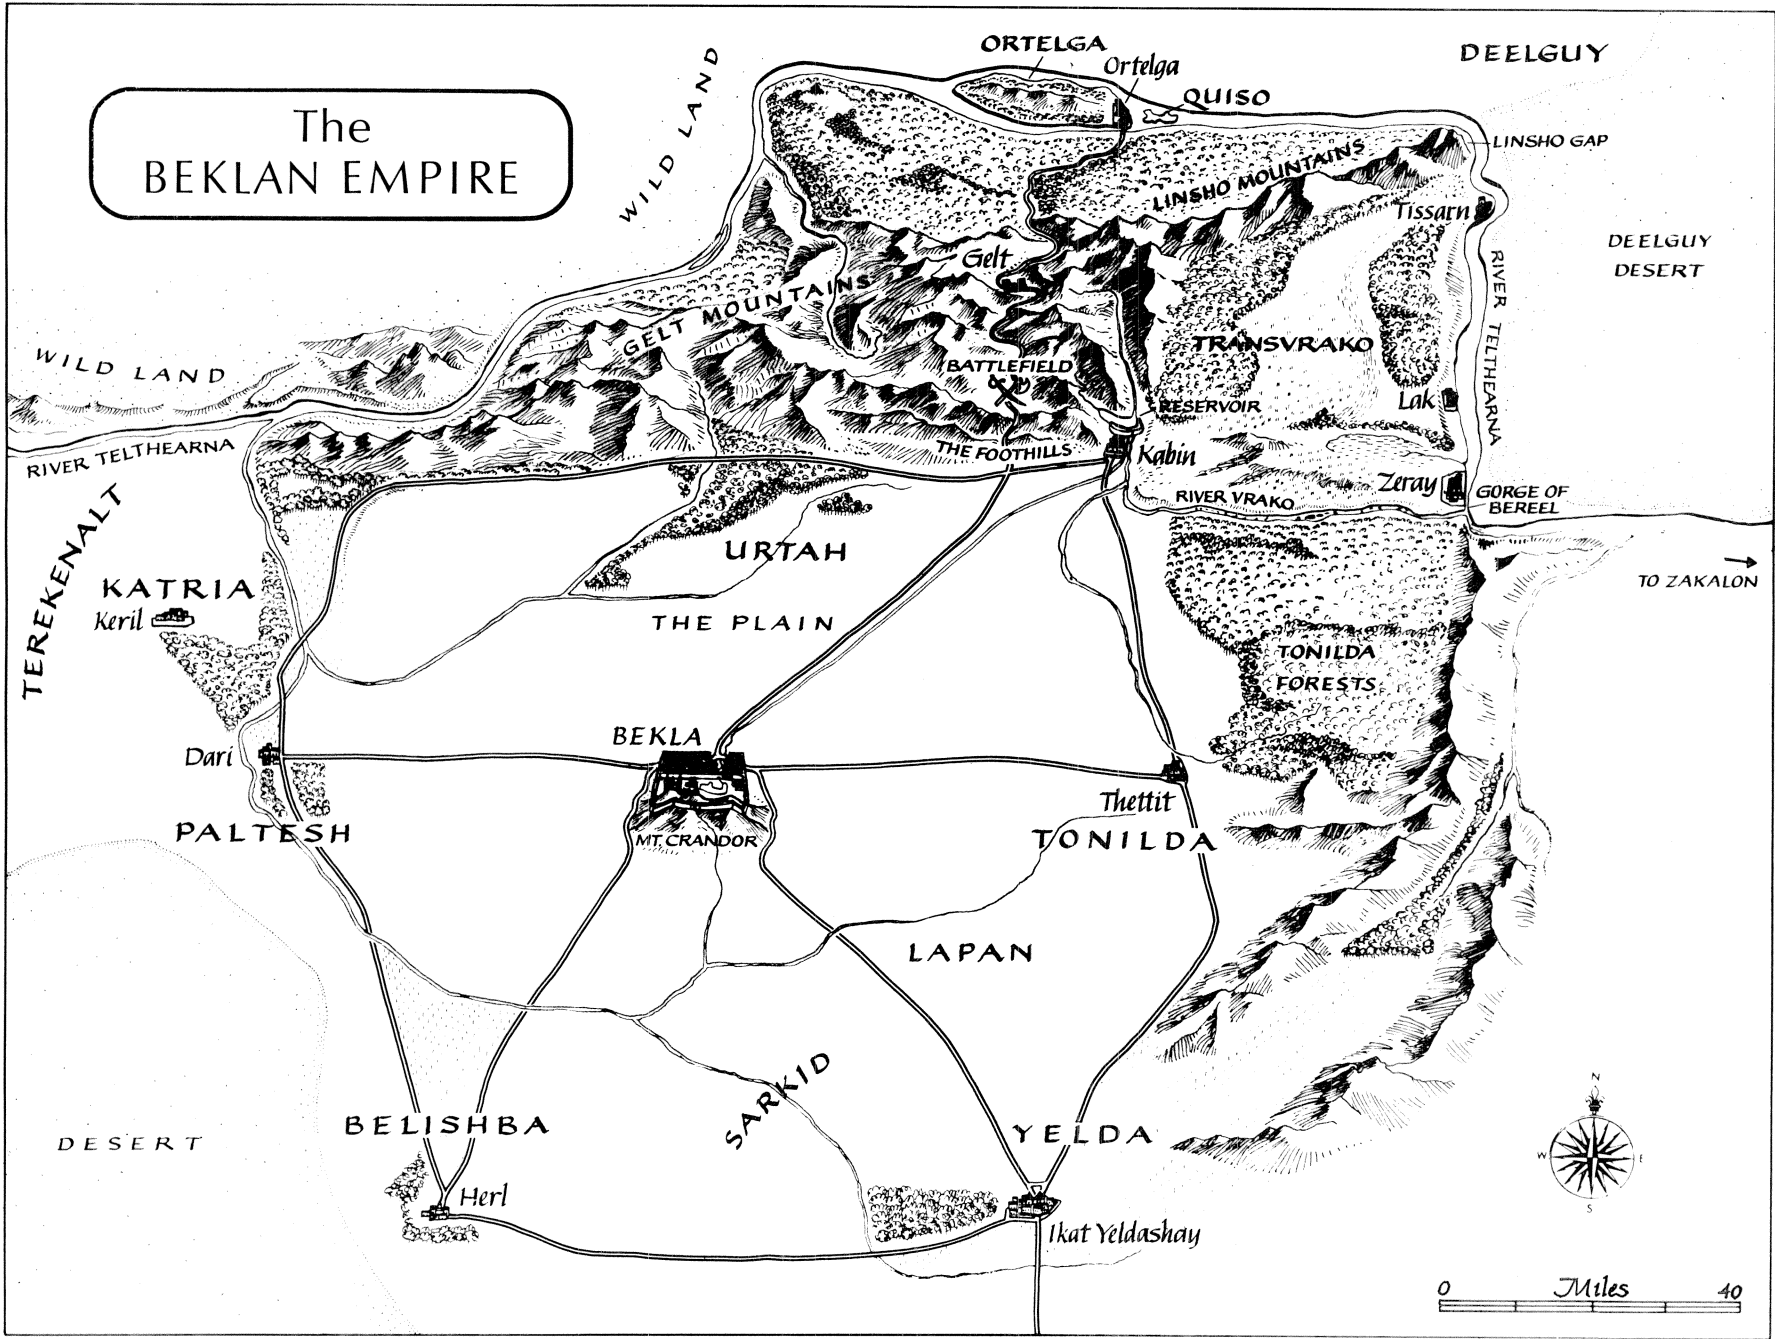 The
BEKLAN EMPIRE
WILD LAND
ORTELGA
Ortelga
QUISO
DEELGUY
LINSHO GAP
LINSHO MOUNTAINS
Tissarn
DEELGUY
DESERT
Gelt
GELT MOUNTAINS
RIVER TELTHEARNA
TRANSVRAKO
WILD LAND
BATTLEFIELD
RESERVOIR
Lak
RIVER TELTHEARNA
THE FOOTHILLS
Kabin
Zeray
GORGE OF
BEREEL
RIVER VRAKO
TEREKENALT
URTAH
KATRIA
Keril
THE PLAIN
TO ZAKALON
TONILDA
FORESTS
BEKLA
Dari
Thettit
PALTESH
MT. CRANDOR
TONILDA
LAPAN
SARKID
BELISHBA
YELDA
DESERT
Herl
Ikat Yeldashay
N
W
E
S
0 Miles 40